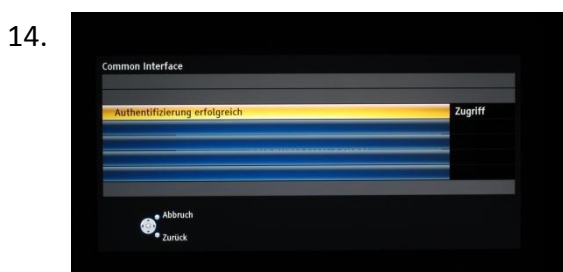 14.
Common Interface
Authentifizierung erfolgreich
Zugriff
Abbruch
Zurück